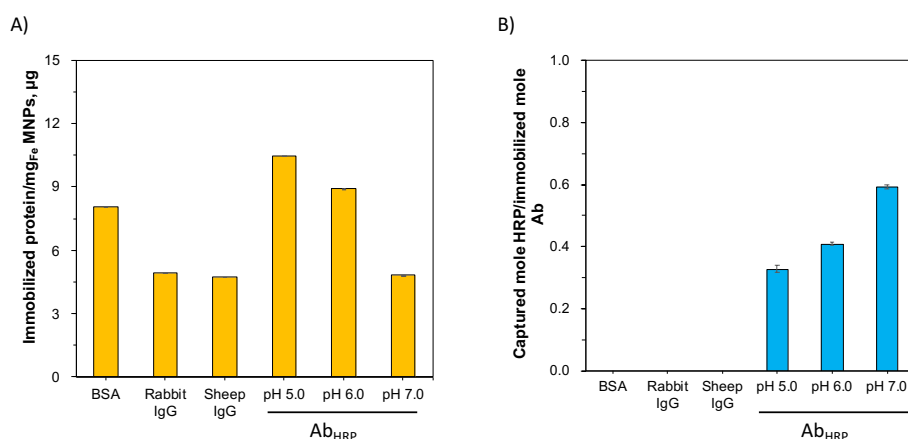 A)
Immobilized protein/mgFe MNPs, µg
15
12
9
6
3
0
BSA
Rabbit
IgG
Sheep
IgG
pH 5.0
pH 6.0
pH 7.0
AbHRP
B)
Captured mole HRP/immobilized mole
Ab
1.0
0.8
0.6
0.4
0.2
0.0
BSA
Rabbit
IgG
Sheep
IgG
pH 5.0
pH 6.0
pH 7.0
AbHRP